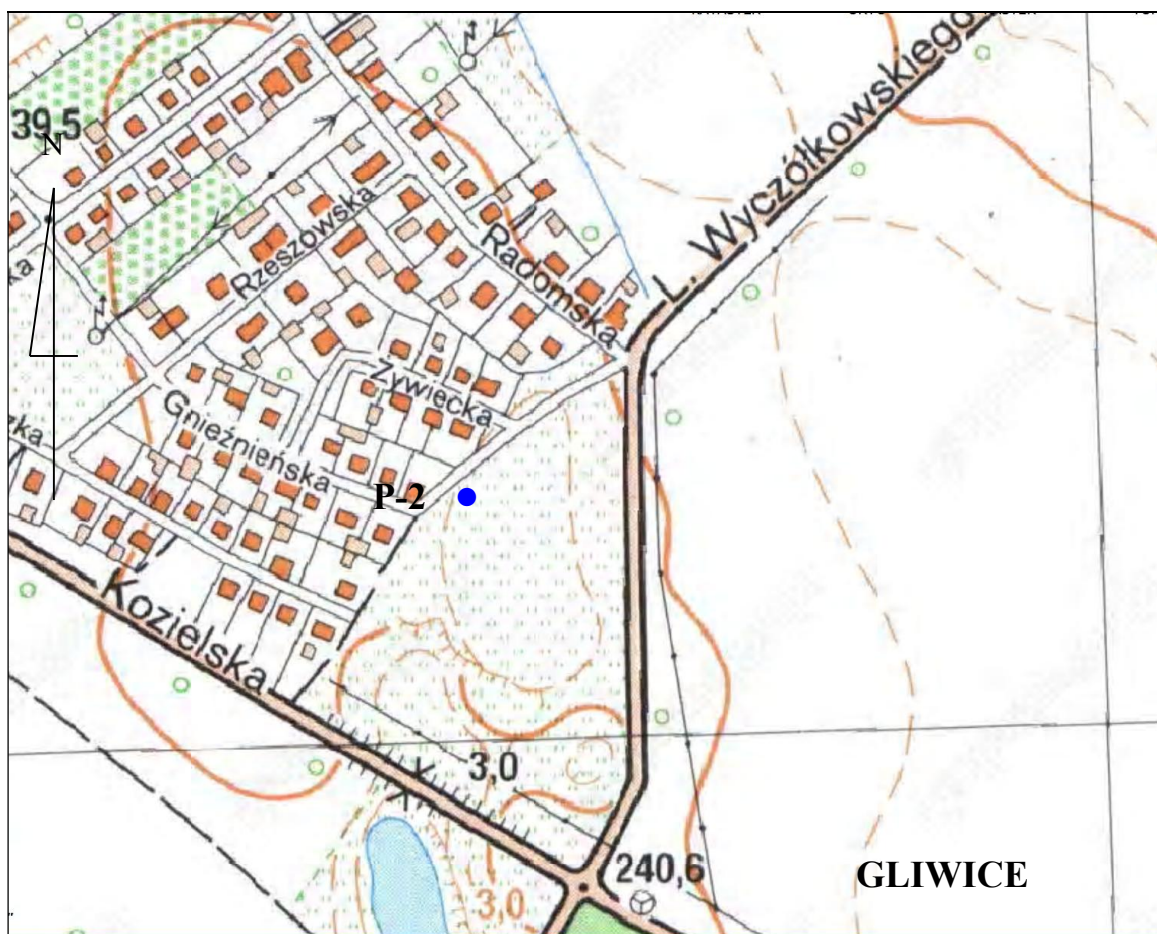 39,5
N
L. Wyczółkowskiego
Rzeszowska
Radomska
Żywiecka
Gnieźnieńska
P-2
Kozielska
3,0
240,6
GLIWICE
3,0